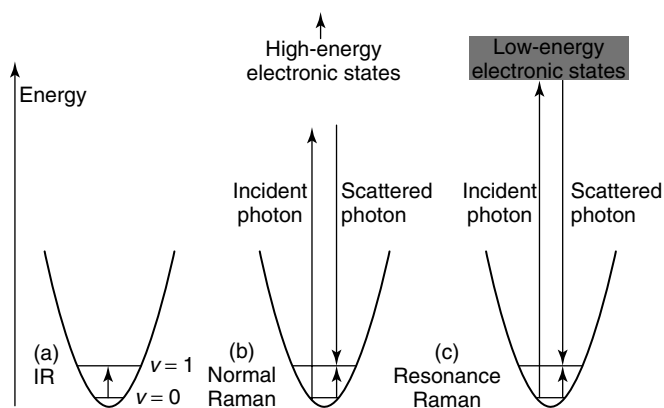 Energy
(a)
IR
v = 1
v = 0
High-energy
electronic states
Incident
photon
Scattered
photon
(b)
Normal
Raman
Low-energy
electronic states
Incident
photon
Scattered
photon
(c)
Resonance
Raman